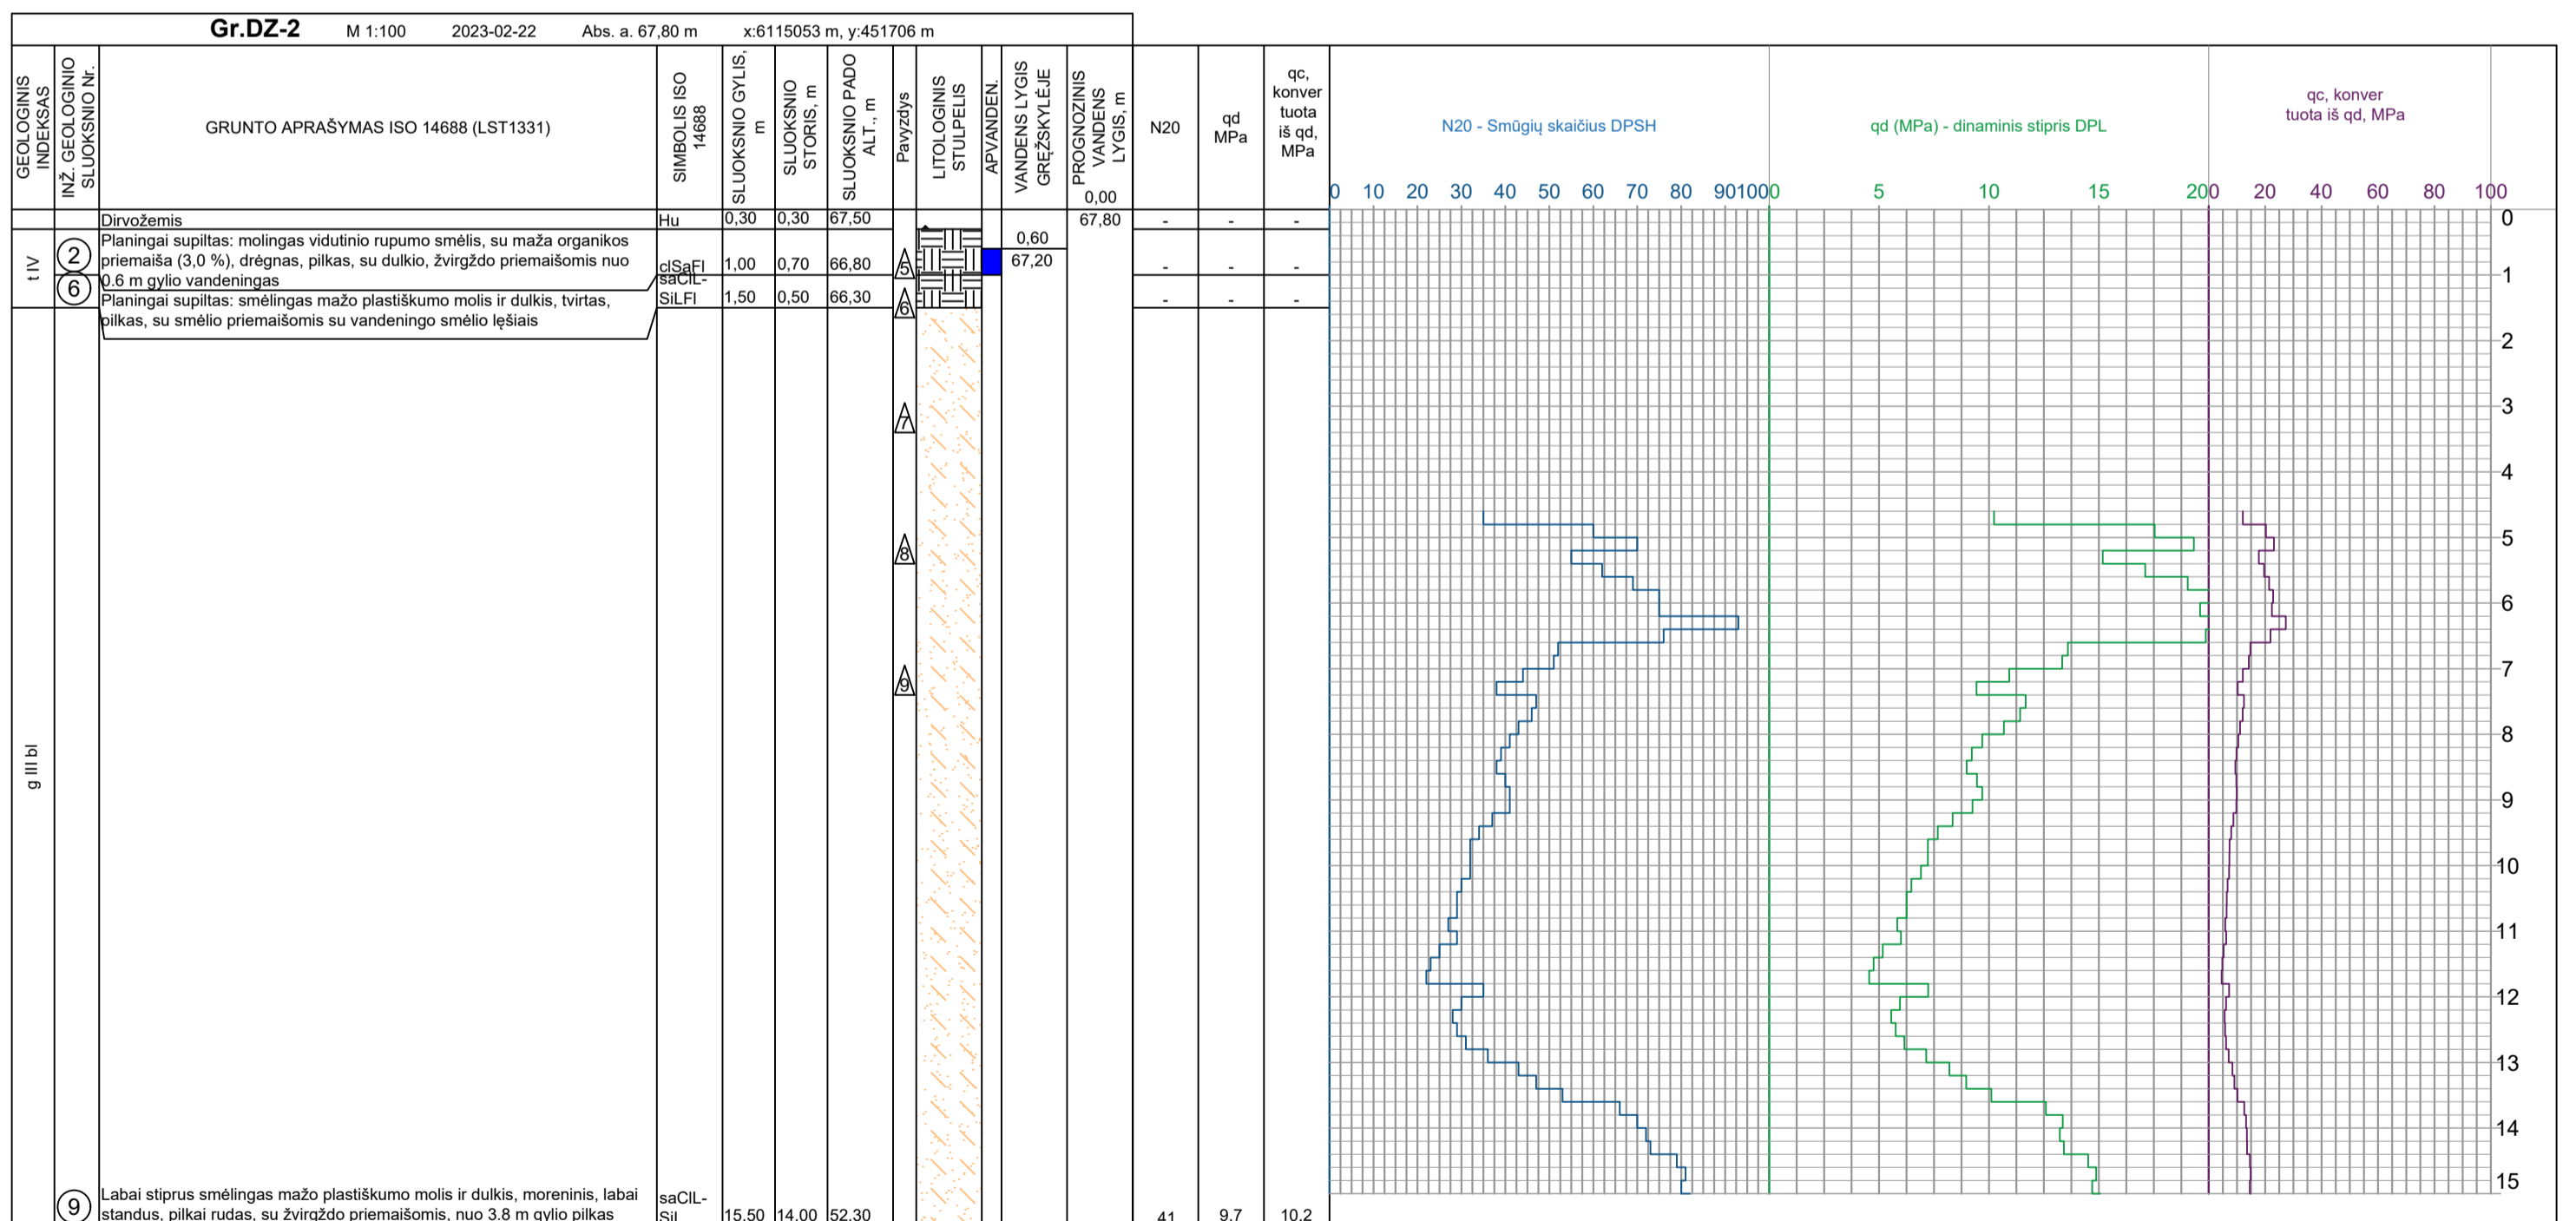 Gr.DZ-2 M 1:100 2023-02-22 Abs. a. 67,80 m x:6115053 m, y:451706 m
GEOLOGINIS
INDEKSAS
INŽ. GEOLOGINIO
SLUOKSNIO Nr.
GRUNTO APRAŠYMAS ISO 14688 (LST1331)
SIMBOLIS ISO
14688
SLUOKSNIO GYLIS,
m
SLUOKSNIO
STORIS, m
SLUOKSNIO PADO
ALT., m
Pavyzdys
LITOLOGINIS
STULPELIS
APVANDEN.
VANDENS LYGIS
GRĘŽSKYLĖJE
PROGNOZINIS
VANDENS
LYGIS, m
0,00
N20
qd
MPa
qc,
konver
tuota
iš qd,
MPa
N20 - Smūgių skaičius DPSH
qd (MPa) - dinaminis stipris DPL
qc, konver
tuota iš qd, MPa
0 10 20 30 40 50 60 70 80 90 100
0 5 10 15 20
0 20 40 60 80 100
Dirvožemis Hu 0,30 0,30 67,50 67,80 - - -
t IV
2
Planingai supiltas: molingas vidutinio rupumo smėlis, su maža organikos
priemaiša (3,0 %), drėgnas, pilkas, su dulkio, žvirgždo priemaišomis nuo
0.6 m gylio vandeningas
clSaFl 1,00 0,70 66,80 5 0,60
67,20 - - -
6
Planingai supiltas: smėlingas mažo plastiškumo molis ir dulkis, tvirtas,
pilkas, su smėlio priemaišomis su vandeningo smėlio lęšiais
saClL-
SiLFl 1,50 0,50 66,30 6 - - -
7
8
9
g III bl
9
Labai stiprus smėlingas mažo plastiškumo molis ir dulkis, moreninis, labai
standus, pilkai rudas, su žvirgždo priemaišomis, nuo 3.8 m gylio pilkas
saClL-
SiL 15,50 14,00 52,30 41 9,7 10,2
0
1
2
3
4
5
6
7
8
9
10
11
12
13
14
15